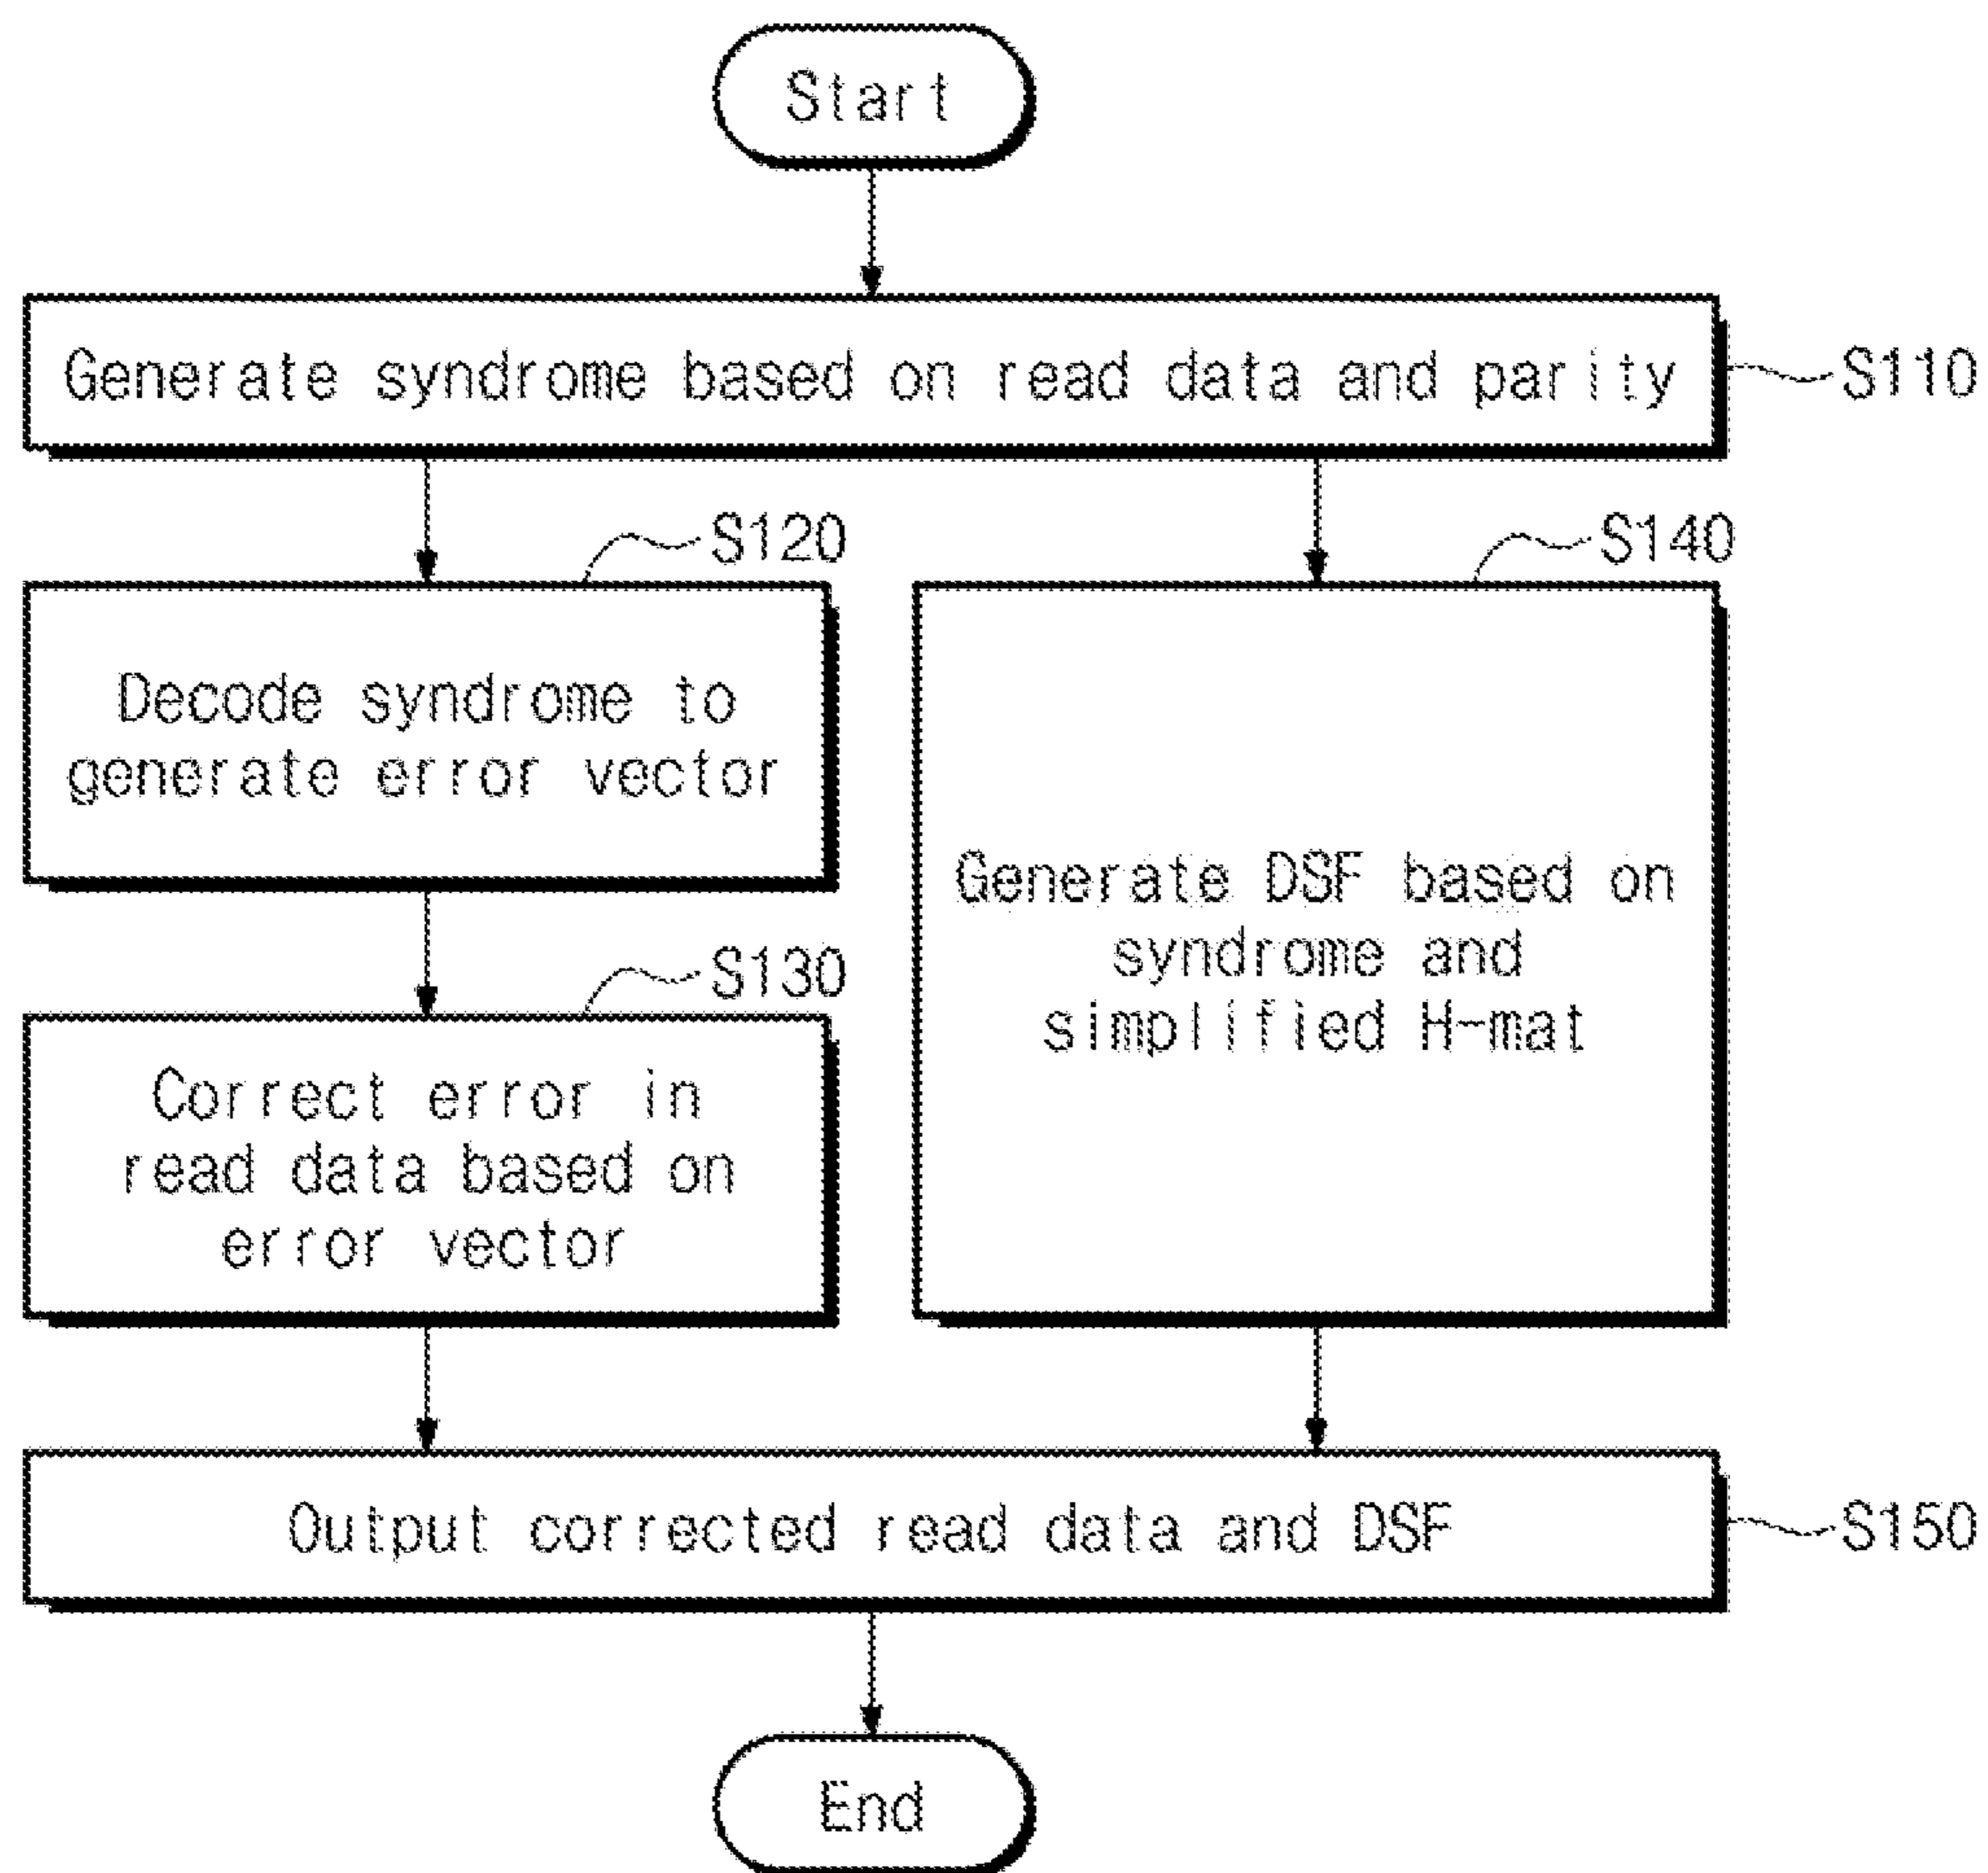 Start
Generate syndrome based on read data and parity
S110
S120
Decode syndrome to
generate error vector
S130
Correct error in
read data based on
error vector
S140
Generate DSF based on
syndrome and
simplified H-mat
Output corrected read data and DSF
S150
End